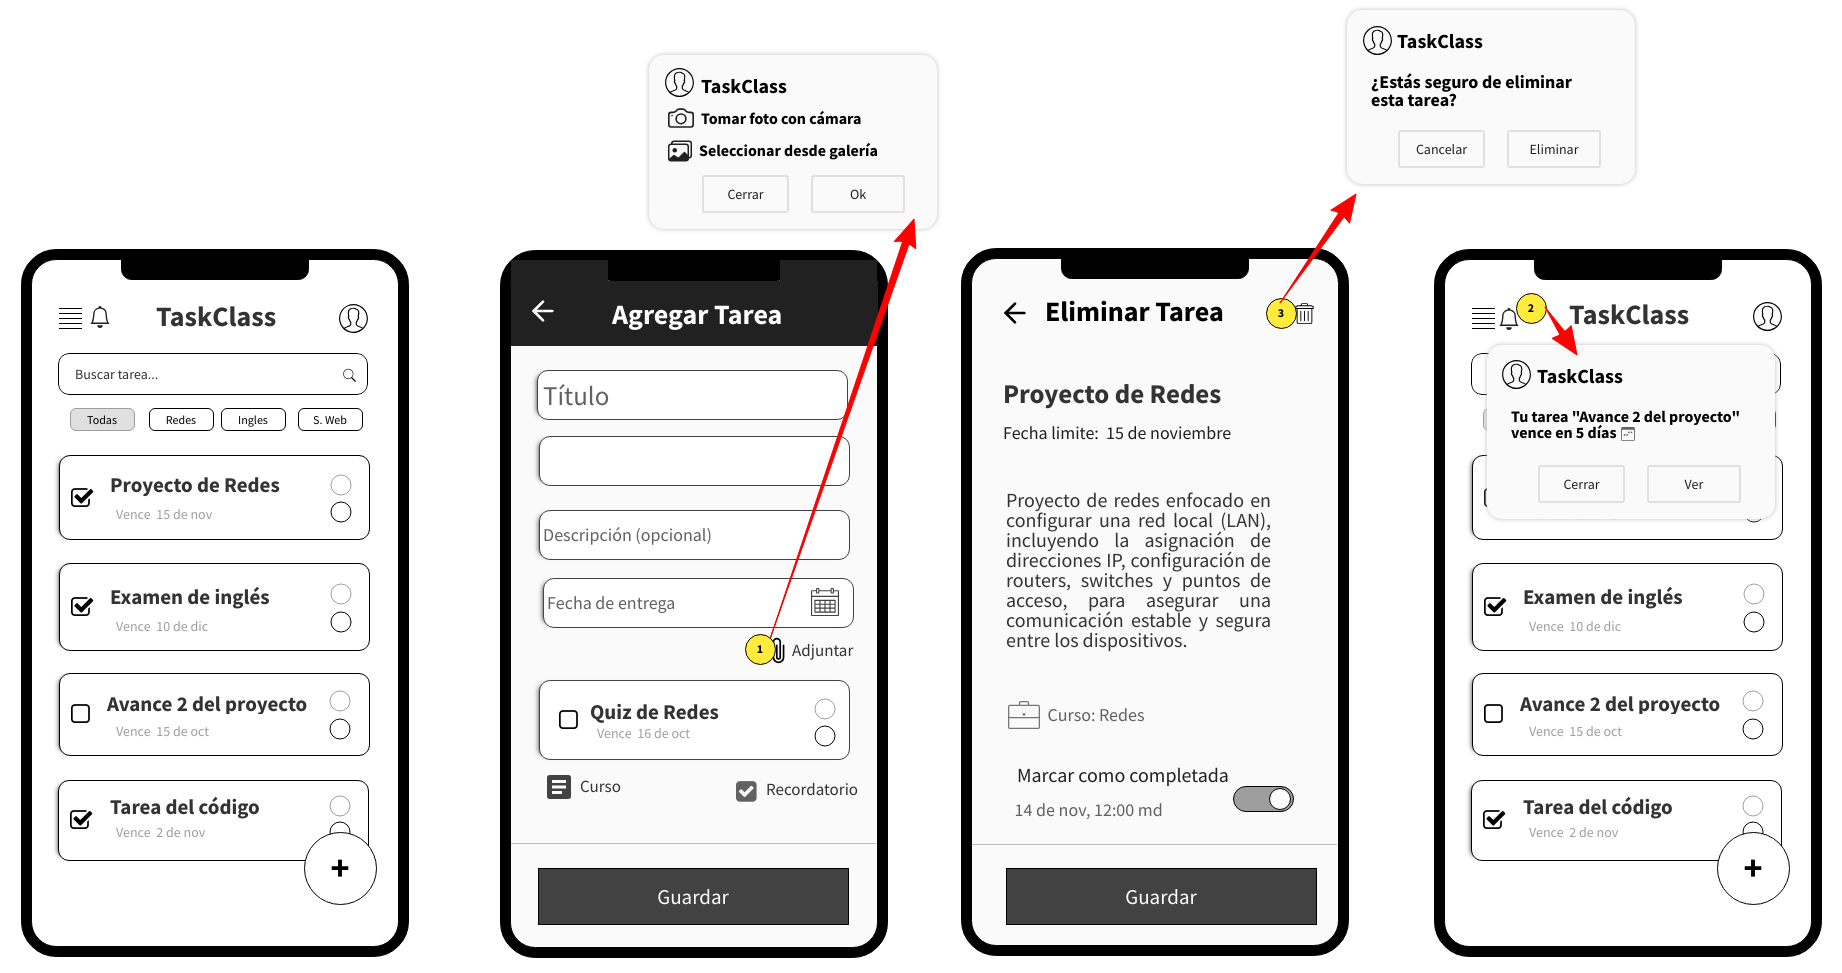 TaskClass
Tomar foto con cámara
Seleccionar desde galería
Cerrar
Ok
TaskClass
¿Estás seguro de eliminar
esta tarea?
Cancelar
Eliminar
TaskClass
Buscar tarea...
Todas
Redes
Ingles
S. Web
Proyecto de Redes
Vence 15 de nov
Examen de inglés
Vence 10 de dic
Avance 2 del proyecto
Vence 15 de oct
Tarea del código
Vence 2 de nov
+
Agregar Tarea
Título
Descripción (opcional)
Fecha de entrega
1
Adjuntar
Quiz de Redes
Vence 16 de oct
Curso
Recordatorio
Guardar
Eliminar Tarea
3
Proyecto de Redes
Fecha limite: 15 de noviembre
Proyecto de redes enfocado en
configurar una red local (LAN),
incluyendo la asignación de
direcciones IP, configuración de
routers, switches y puntos de
acceso, para asegurar una
comunicación estable y segura
entre los dispositivos.
Curso: Redes
Marcar como completada
14 de nov, 12:00 md
Guardar
2
TaskClass
TaskClass
Tu tarea "Avance 2 del proyecto"
vence en 5 días
Cerrar
Ver
Examen de inglés
Vence 10 de dic
Avance 2 del proyecto
Vence 15 de oct
Tarea del código
Vence 2 de nov
+